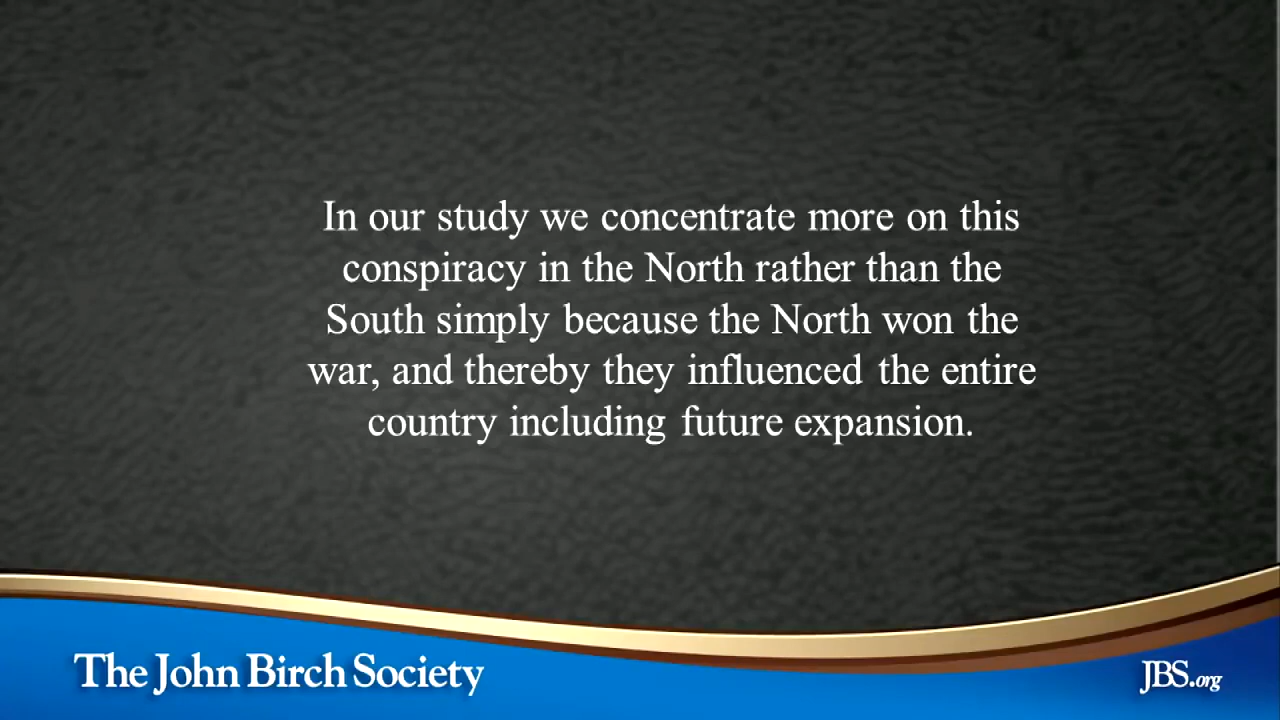 In our study we concentrate more on this
conspiracy in the North rather than the
South simply because the North won the
war, and thereby they influenced the entire
country including future expansion.
The John Birch Society
JBS.org